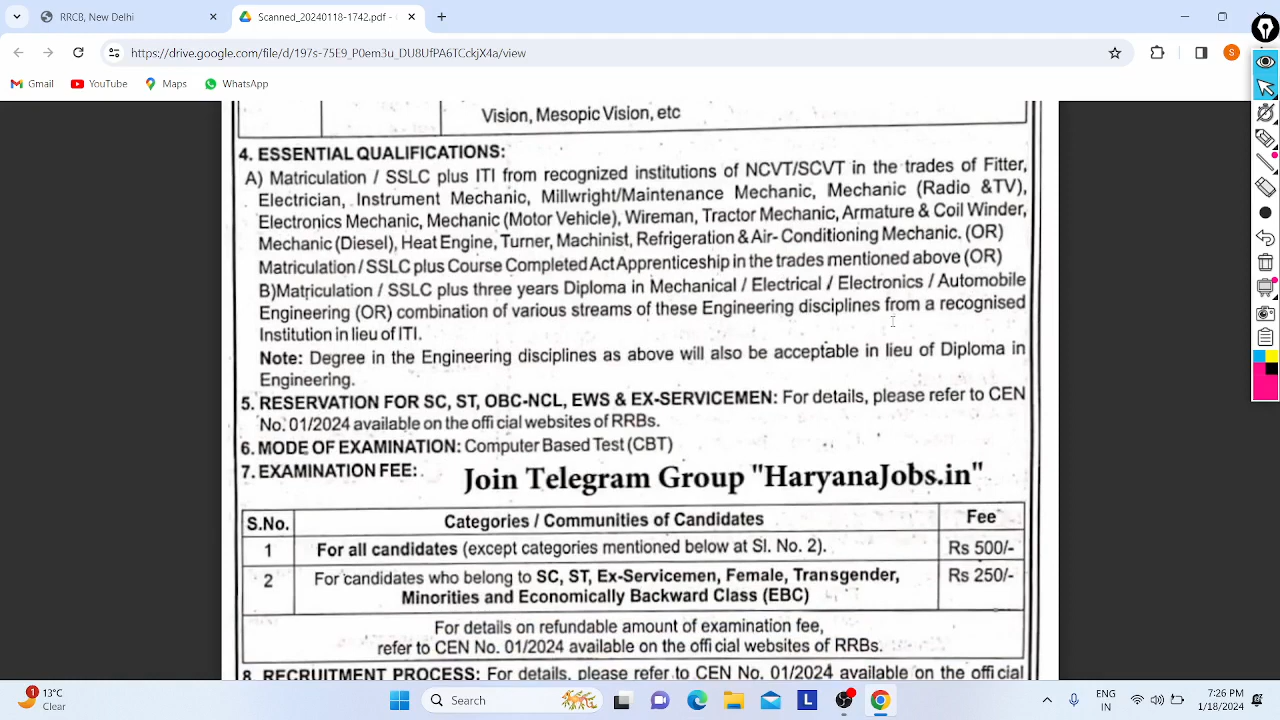 RRCB, New Delhi
Scanned_20240118-1742.pdf - 
https://drive.google.com/file/d/197s-75E9_P0em3u_DU8UfPA6TCckjX4a/view
S
Gmail YouTube Maps WhatsApp
Vision, Mesopic Vision, etc
4. ESSENTIAL QUALIFICATIONS:
A) Matriculation / SSLC plus ITI from recognized institutions of NCVT/SCVT in the trades of Fitter,
Electrician, Instrument Mechanic, Millwright/Maintenance Mechanic, Mechanic (Radio &TV),
Electronics Mechanic, Mechanic (Motor Vehicle), Wireman, Tractor Mechanic, Armature & Coil Winder,
Mechanic (Diesel), Heat Engine, Turner, Machinist, Refrigeration & Air- Conditioning Mechanic. (OR)
Matriculation / SSLC plus Course Completed Act Apprenticeship in the trades mentioned above (OR)
B)Matriculation / SSLC plus three years Diploma in Mechanical / Electrical / Electronics / Automobile
Engineering (OR) combination of various streams of these Engineering disciplines from a recognised
Institution in lieu of ITI.
Note: Degree in the Engineering disciplines as above will also be acceptable in lieu of Diploma in
Engineering.
5. RESERVATION FOR SC, ST, OBC-NCL, EWS & EX-SERVICEMEN: For details, please refer to CEN
No. 01/2024 available on the offi cial websites of RRBs.
6. MODE OF EXAMINATION: Computer Based Test (CBT)
7. EXAMINATION FEE:
Join Telegram Group "HaryanaJobs.in"
S.No. Categories / Communities of Candidates Fee
1 For all candidates (except categories mentioned below at Sl. No. 2). Rs 500/-
2 For candidates who belong to SC, ST, Ex-Servicemen, Female, Transgender, Rs 250/-
Minorities and Economically Backward Class (EBC)
For details on refundable amount of examination fee,
refer to CEN No. 01/2024 available on the offi cial websites of RRBs.
8. RECRUITMENT PROCESS: For details, please refer to CEN No. 01/2024 available on the offi cial
1
13°C
Clear
Search
L
ENG
IN
7:26 PM
1/18/2024